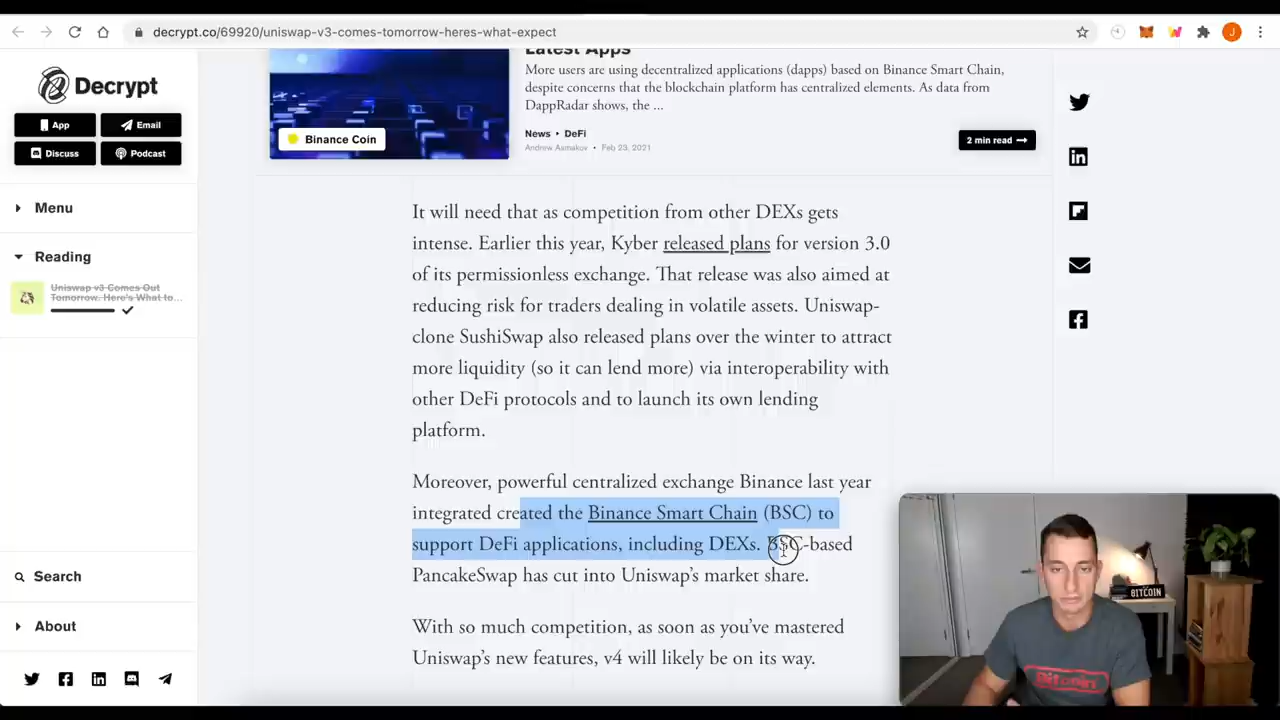 decrypt.co/69920/uniswap-v3-comes-tomorrow-heres-what-expect
J
Decrypt
App
Email
Discuss
Podcast
Menu
Reading
Uniswap v3 Comes Out
Tomorrow. Here's What to...
Search
About
Latest Apps
More users are using decentralized applications (dapps) based on Binance Smart Chain,
despite concerns that the blockchain platform has centralized elements. As data from
DappRadar shows, the ...
Binance Coin
News • DeFi
Andrew Asmakov • Feb 23, 2021
2 min read
It will need that as competition from other DEXs gets
intense. Earlier this year, Kyber released plans for version 3.0
of its permissionless exchange. That release was also aimed at
reducing risk for traders dealing in volatile assets. Uniswap-
clone SushiSwap also released plans over the winter to attract
more liquidity (so it can lend more) via interoperability with
other DeFi protocols and to launch its own lending
platform.
Moreover, powerful centralized exchange Binance last year
integrated created the Binance Smart Chain (BSC) to
support DeFi applications, including DEXs. BSC-based
PancakeSwap has cut into Uniswap's market share.
With so much competition, as soon as you've mastered
Uniswap's new features, v4 will likely be on its way.
BITCOIN
Bitcoin